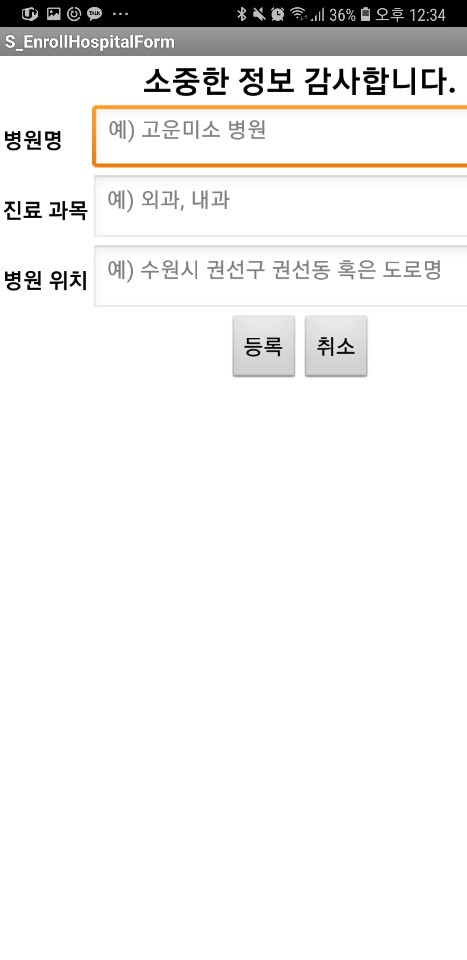 TALK 36% 오후 12:34
S_EnrollHospitalForm
소중한 정보 감사합니다.
병원명 예) 고운미소 병원
진료 과목 예) 외과, 내과
병원 위치 예) 수원시 권선구 권선동 혹은 도로명
등록 취소